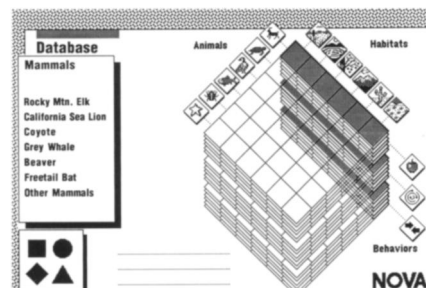 Database
Mammals
Rocky Mtn. Elk
California Sea Lion
Coyote
Grey Whale
Beaver
Freetail Bat
Other Mammals
Animals
Habitats
Behaviors
NOVA